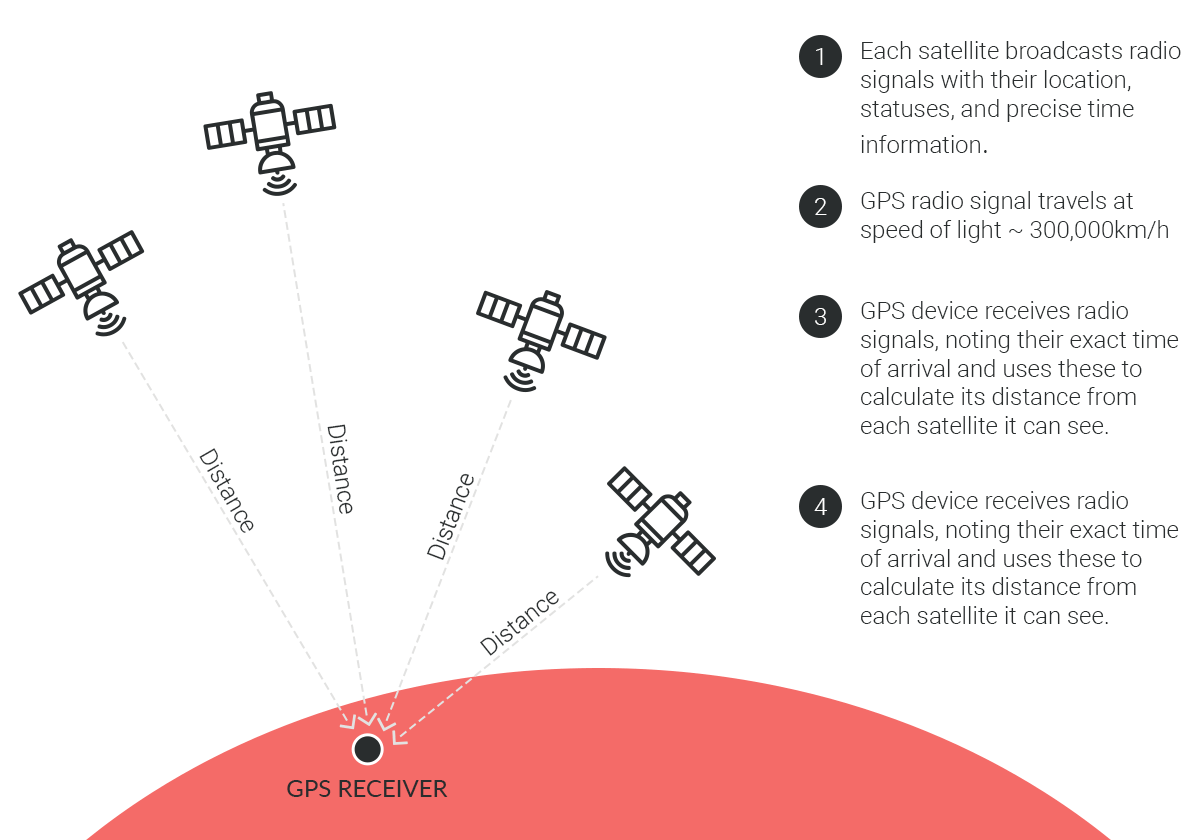 1
Each satellite broadcasts radio
signals with their location,
statuses, and precise time
information.
2
GPS radio signal travels at
speed of light ~ 300,000km/h
3
GPS device receives radio
signals, noting their exact time
of arrival and uses these to
calculate its distance from
each satellite it can see.
4
GPS device receives radio
signals, noting their exact time
of arrival and uses these to
calculate its distance from
each satellite it can see.
Distance
Distance
Distance
Distance
GPS RECEIVER